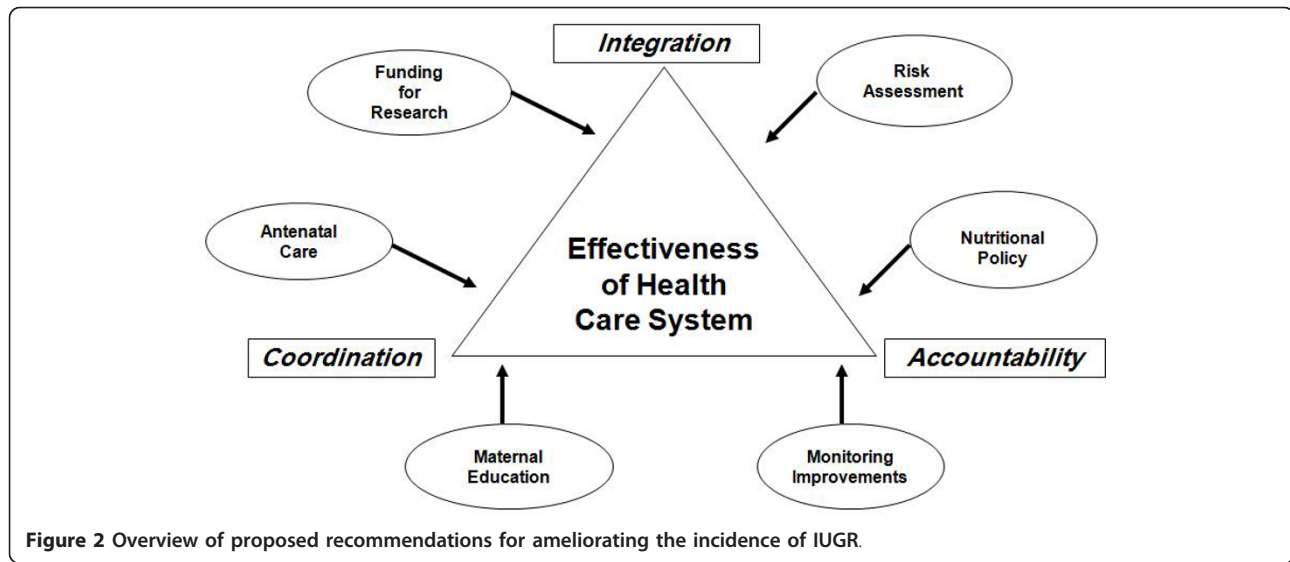 Integration
Funding
for
Research
Risk
Assessment
Antenatal
Care
Effectiveness
of Health
Care System
Nutritional
Policy
Coordination
Accountability
Maternal
Education
Monitoring
Improvements
Figure 2 Overview of proposed recommendations for ameliorating the incidence of IUGR.